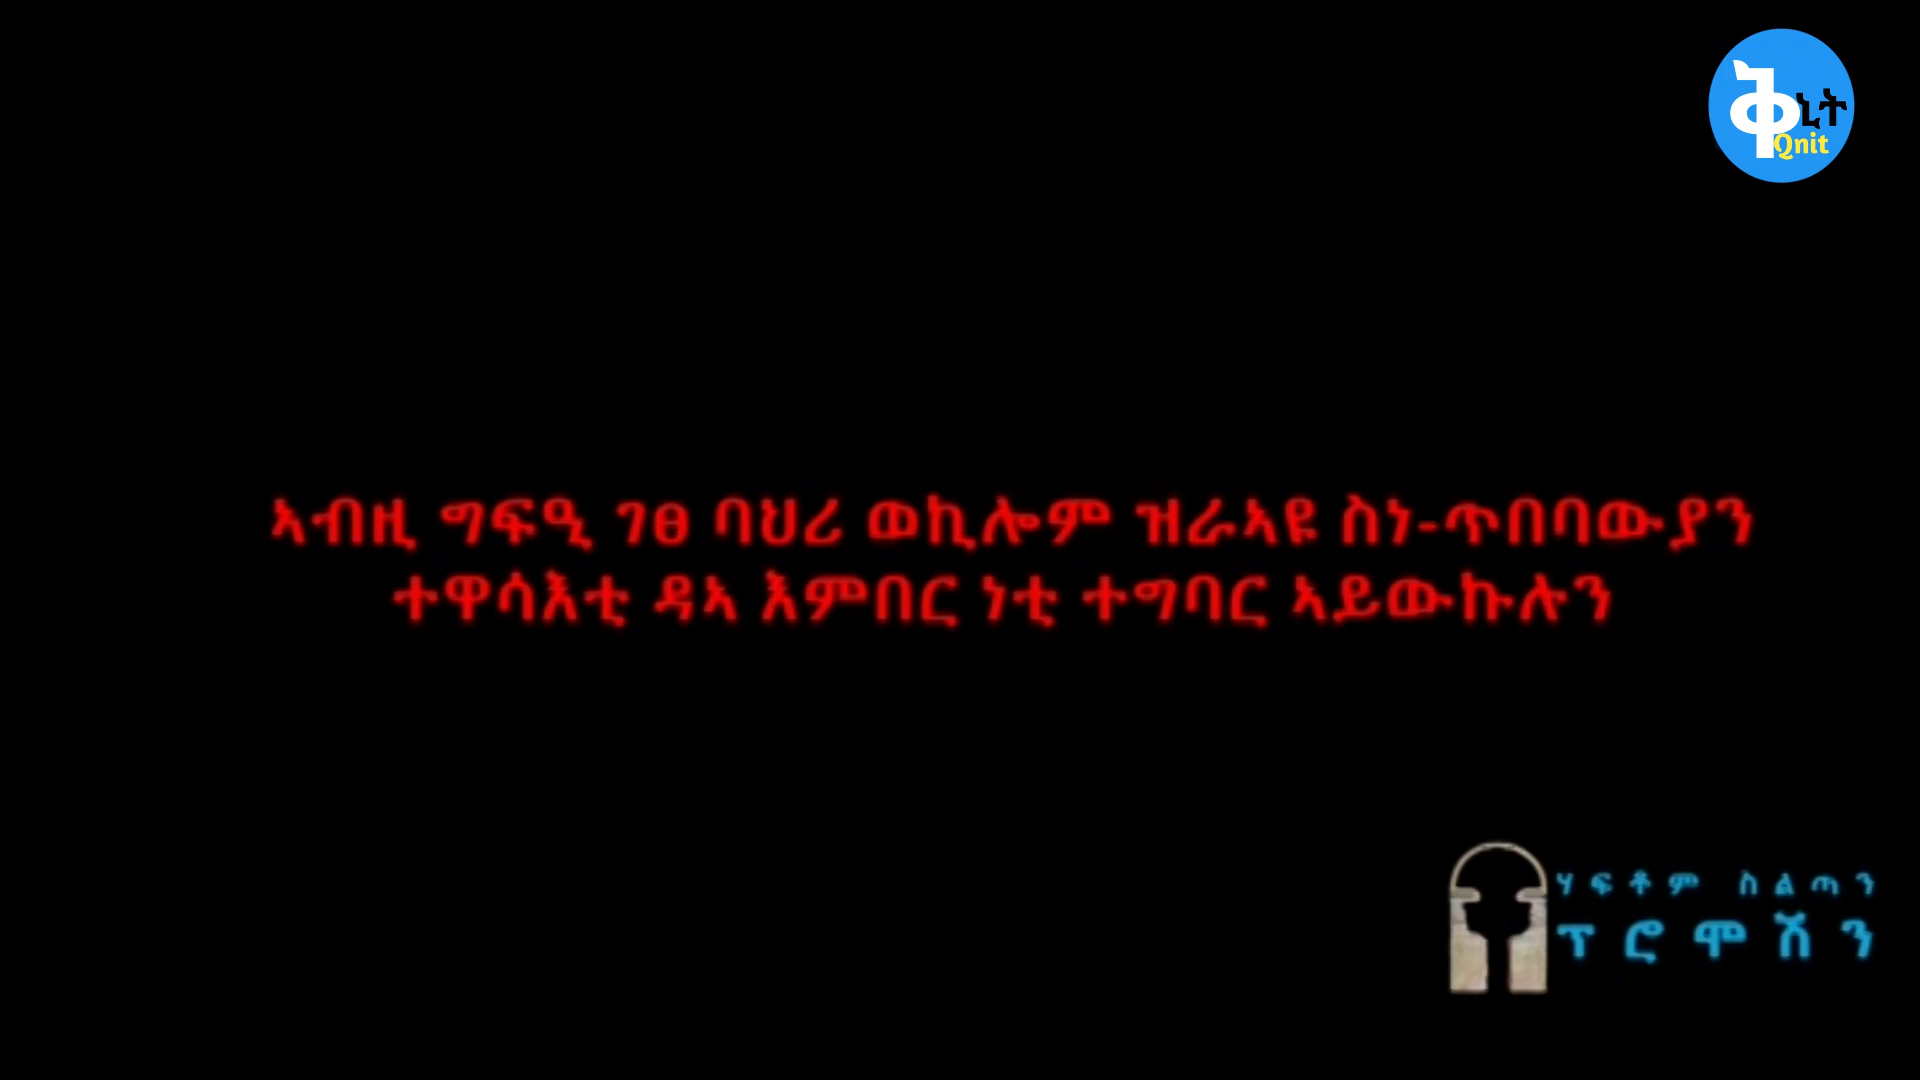 ቅኒት
Qnit
ኣብዚ ግፍዒ ገፀ ባህሪ ወኪሎም ዝራኣዩ ስነ-ጥበባውያን
ተዋሳእቲ ዳኣ እምበር ነቲ ተግባር ኣይውኩሉን
ሃፍቶም ስልጣን
ፕሮሞሽን